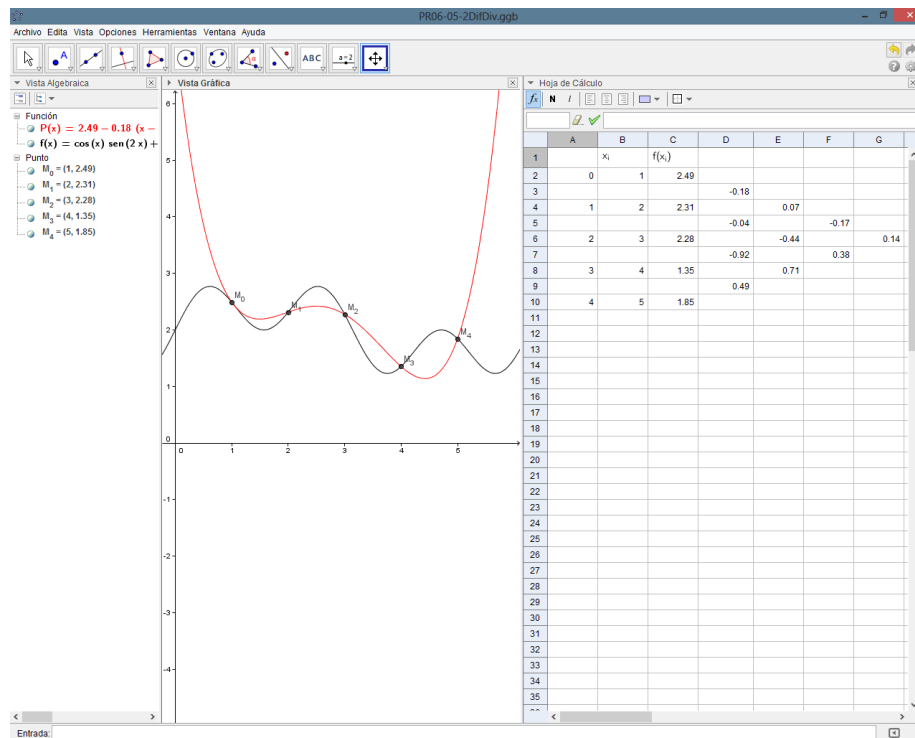 PR06-05-2DifDiv.ggb
Archivo Edita Vista Opciones Herramientas Ventana Ayuda
A α ABC a=2
Vista Algebraica
Función
P(x) = 2.49 − 0.18 (x −
f(x) = cos(x) sen(2 x) +
Punto
M₀ = (1, 2.49)
M₁ = (2, 2.31)
M₂ = (3, 2.28)
M₃ = (4, 1.35)
M₄ = (5, 1.85)
Vista Gráfica
6
5
4
3
2
1
0
-1
-2
-3
-4
0 1 2 3 4 5
M₀
M₁
M₂
M₃
M₄
Hoja de Cálculo
fx N I
A B C D E F G
1 xᵢ f(xᵢ)
2 0 1 2.49
3 -0.18
4 1 2 2.31 0.07
5 -0.04 -0.17
6 2 3 2.28 -0.44 0.14
7 -0.92 0.38
8 3 4 1.35 0.71
9 0.49
10 4 5 1.85
11
12
13
14
15
16
17
18
19
20
21
22
23
24
25
26
27
28
29
30
31
32
33
34
35
Entrada: